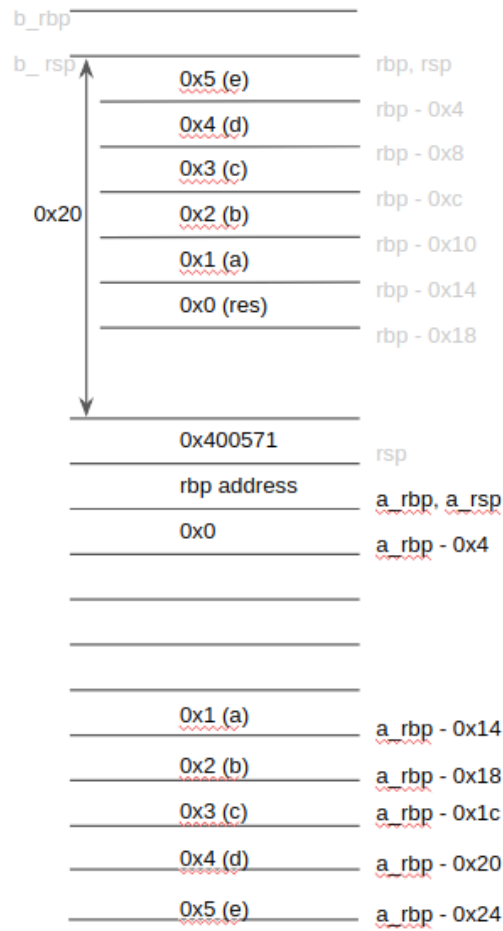 b_rbp
b_ rsp
rbp, rsp
0x5 (e)
rbp - 0x4
0x4 (d)
rbp - 0x8
0x3 (c)
rbp - 0xc
0x20
0x2 (b)
rbp - 0x10
0x1 (a)
rbp - 0x14
0x0 (res)
rbp - 0x18
0x400571
rsp
rbp address
a_rbp, a_rsp
0x0
a_rbp - 0x4
0x1 (a)
a_rbp - 0x14
0x2 (b)
a_rbp - 0x18
0x3 (c)
a_rbp - 0x1c
0x4 (d)
a_rbp - 0x20
0x5 (e)
a_rbp - 0x24